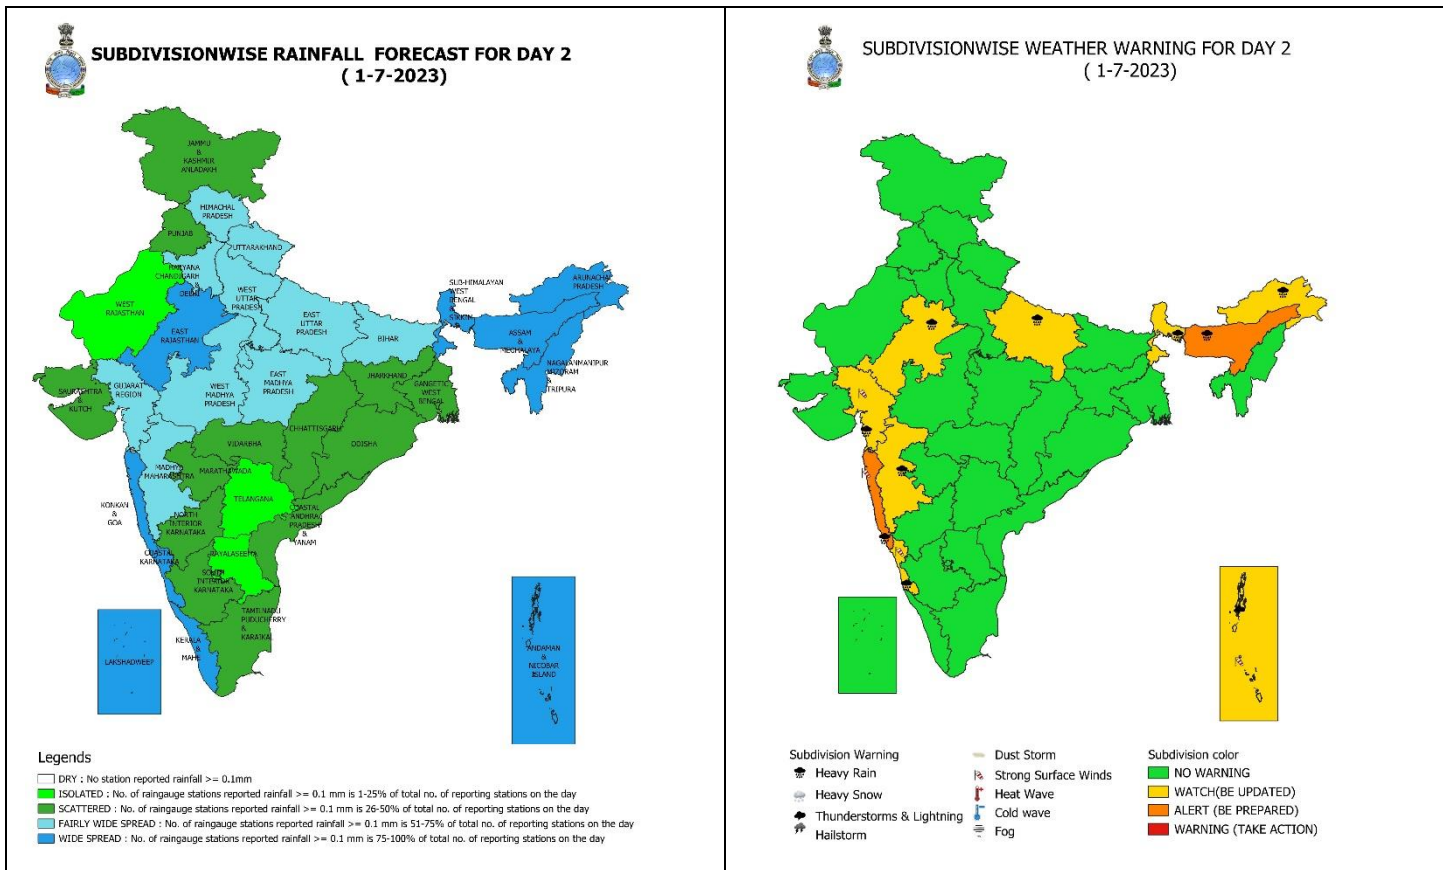 SUBDIVISIONWISE RAINFALL FORECAST FOR DAY 2
( 1-7-2023)
JAMMU
&
KASHMIR
ANLADAKH
HIMACHAL
PRADESH
PUNJAB
UTTARAKHAND
HARYANA
CHANDIGARH
&
DELHI
WEST
UTTAR
PRADESH
WEST
RAJASTHAN
EAST
RAJASTHAN
EAST
UTTAR
PRADESH
BIHAR
SUB-HIMALAYAN
WEST
BENGAL
&
SIKKIM
ARUNACHAL
PRADESH
ASSAM
&
MEGHALAYA
NAGALANMANIPUR
MIZORAM
&
TRIPURA
SAURASHTRA
&
KUTCH
GUJARAT
REGION
WEST
MADHYA
PRADESH
EAST
MADHYA
PRADESH
JHARKHAND
GANGETIC
WEST
BENGAL
CHHATTISGARH
ODISHA
VIDARBHA
MADHYA
MAHARASHTRA
MARATHAWADA
TELANGANA
KONKAN
&
GOA
NORTH
INTERIOR
KARNATAKA
COASTAL
ANDHRA
PRADESH
&
YANAM
COASTAL
KARNATAKA
RAYALASEEMA
SOUTH
INTERIOR
KARNATAKA
TAMILNADU
PUDUCHERRY
&
KARAIKAL
KERALA
&
MAHE
LAKSHADWEEP
ANDAMAN
&
NICOBAR
ISLAND
Legends
DRY : No station reported rainfall >= 0.1mm
ISOLATED : No. of raingauge stations reported rainfall >= 0.1 mm is 1-25% of total no. of reporting stations on the day
SCATTERED : No. of raingauge stations reported rainfall >= 0.1 mm is 26-50% of total no. of reporting stations on the day
FAIRLY WIDE SPREAD : No. of raingauge stations reported rainfall >= 0.1 mm is 51-75% of total no. of reporting stations on the day
WIDE SPREAD : No. of raingauge stations reported rainfall >= 0.1 mm is 75-100% of total no. of reporting stations on the day
SUBDIVISIONWISE WEATHER WARNING FOR DAY 2
( 1-7-2023)
Subdivision Warning
Heavy Rain
Heavy Snow
Thunderstorms & Lightning
Hailstorm
Dust Storm
Strong Surface Winds
Heat Wave
Cold wave
Fog
Subdivision color
NO WARNING
WATCH(BE UPDATED)
ALERT (BE PREPARED)
WARNING (TAKE ACTION)